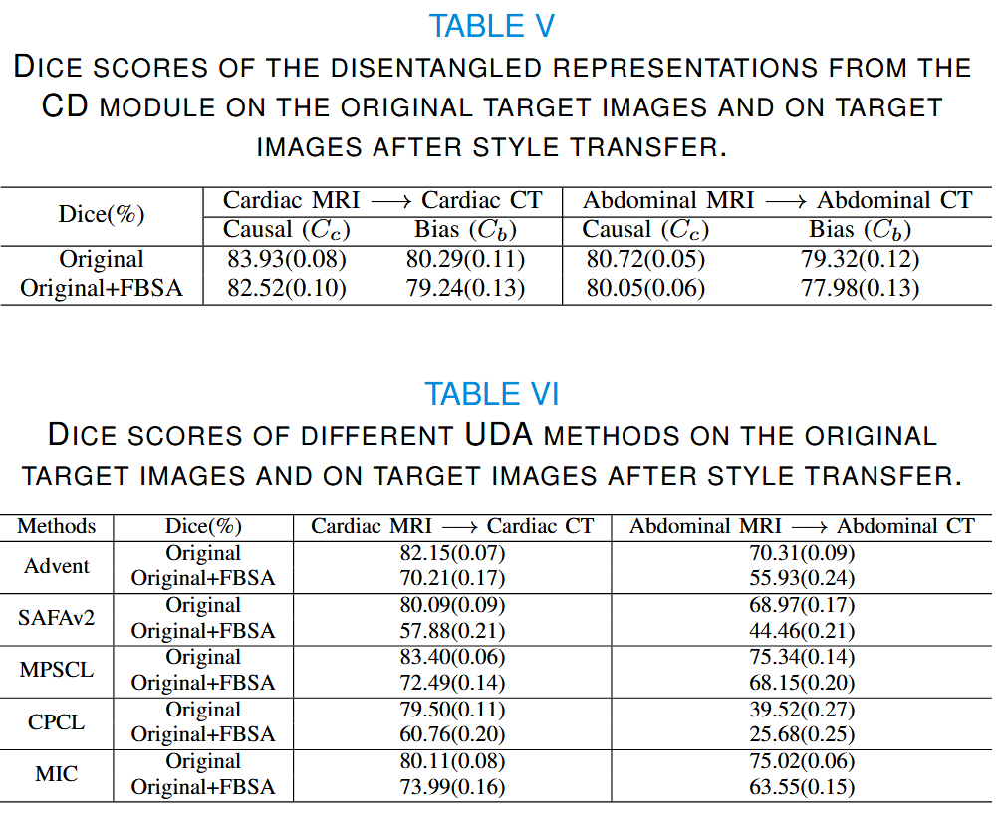 TABLE V
DICE SCORES OF THE DISENTANGLED REPRESENTATIONS FROM THE
CD MODULE ON THE ORIGINAL TARGET IMAGES AND ON TARGET
IMAGES AFTER STYLE TRANSFER.
Dice(%) Cardiac MRI ⟶ Cardiac CT Abdominal MRI ⟶ Abdominal CT
Causal (C_c) Bias (C_b) Causal (C_c) Bias (C_b)
Original 83.93(0.08) 80.29(0.11) 80.72(0.05) 79.32(0.12)
Original+FBSA 82.52(0.10) 79.24(0.13) 80.05(0.06) 77.98(0.13)
TABLE VI
DICE SCORES OF DIFFERENT UDA METHODS ON THE ORIGINAL
TARGET IMAGES AND ON TARGET IMAGES AFTER STYLE TRANSFER.
Methods Dice(%) Cardiac MRI ⟶ Cardiac CT Abdominal MRI ⟶ Abdominal CT
Advent Original 82.15(0.07) 70.31(0.09)
Original+FBSA 70.21(0.17) 55.93(0.24)
SAFAv2 Original 80.09(0.09) 68.97(0.17)
Original+FBSA 57.88(0.21) 44.46(0.21)
MPSCL Original 83.40(0.06) 75.34(0.14)
Original+FBSA 72.49(0.14) 68.15(0.20)
CPCL Original 79.50(0.11) 39.52(0.27)
Original+FBSA 60.76(0.20) 25.68(0.25)
MIC Original 80.11(0.08) 75.02(0.06)
Original+FBSA 73.99(0.16) 63.55(0.15)